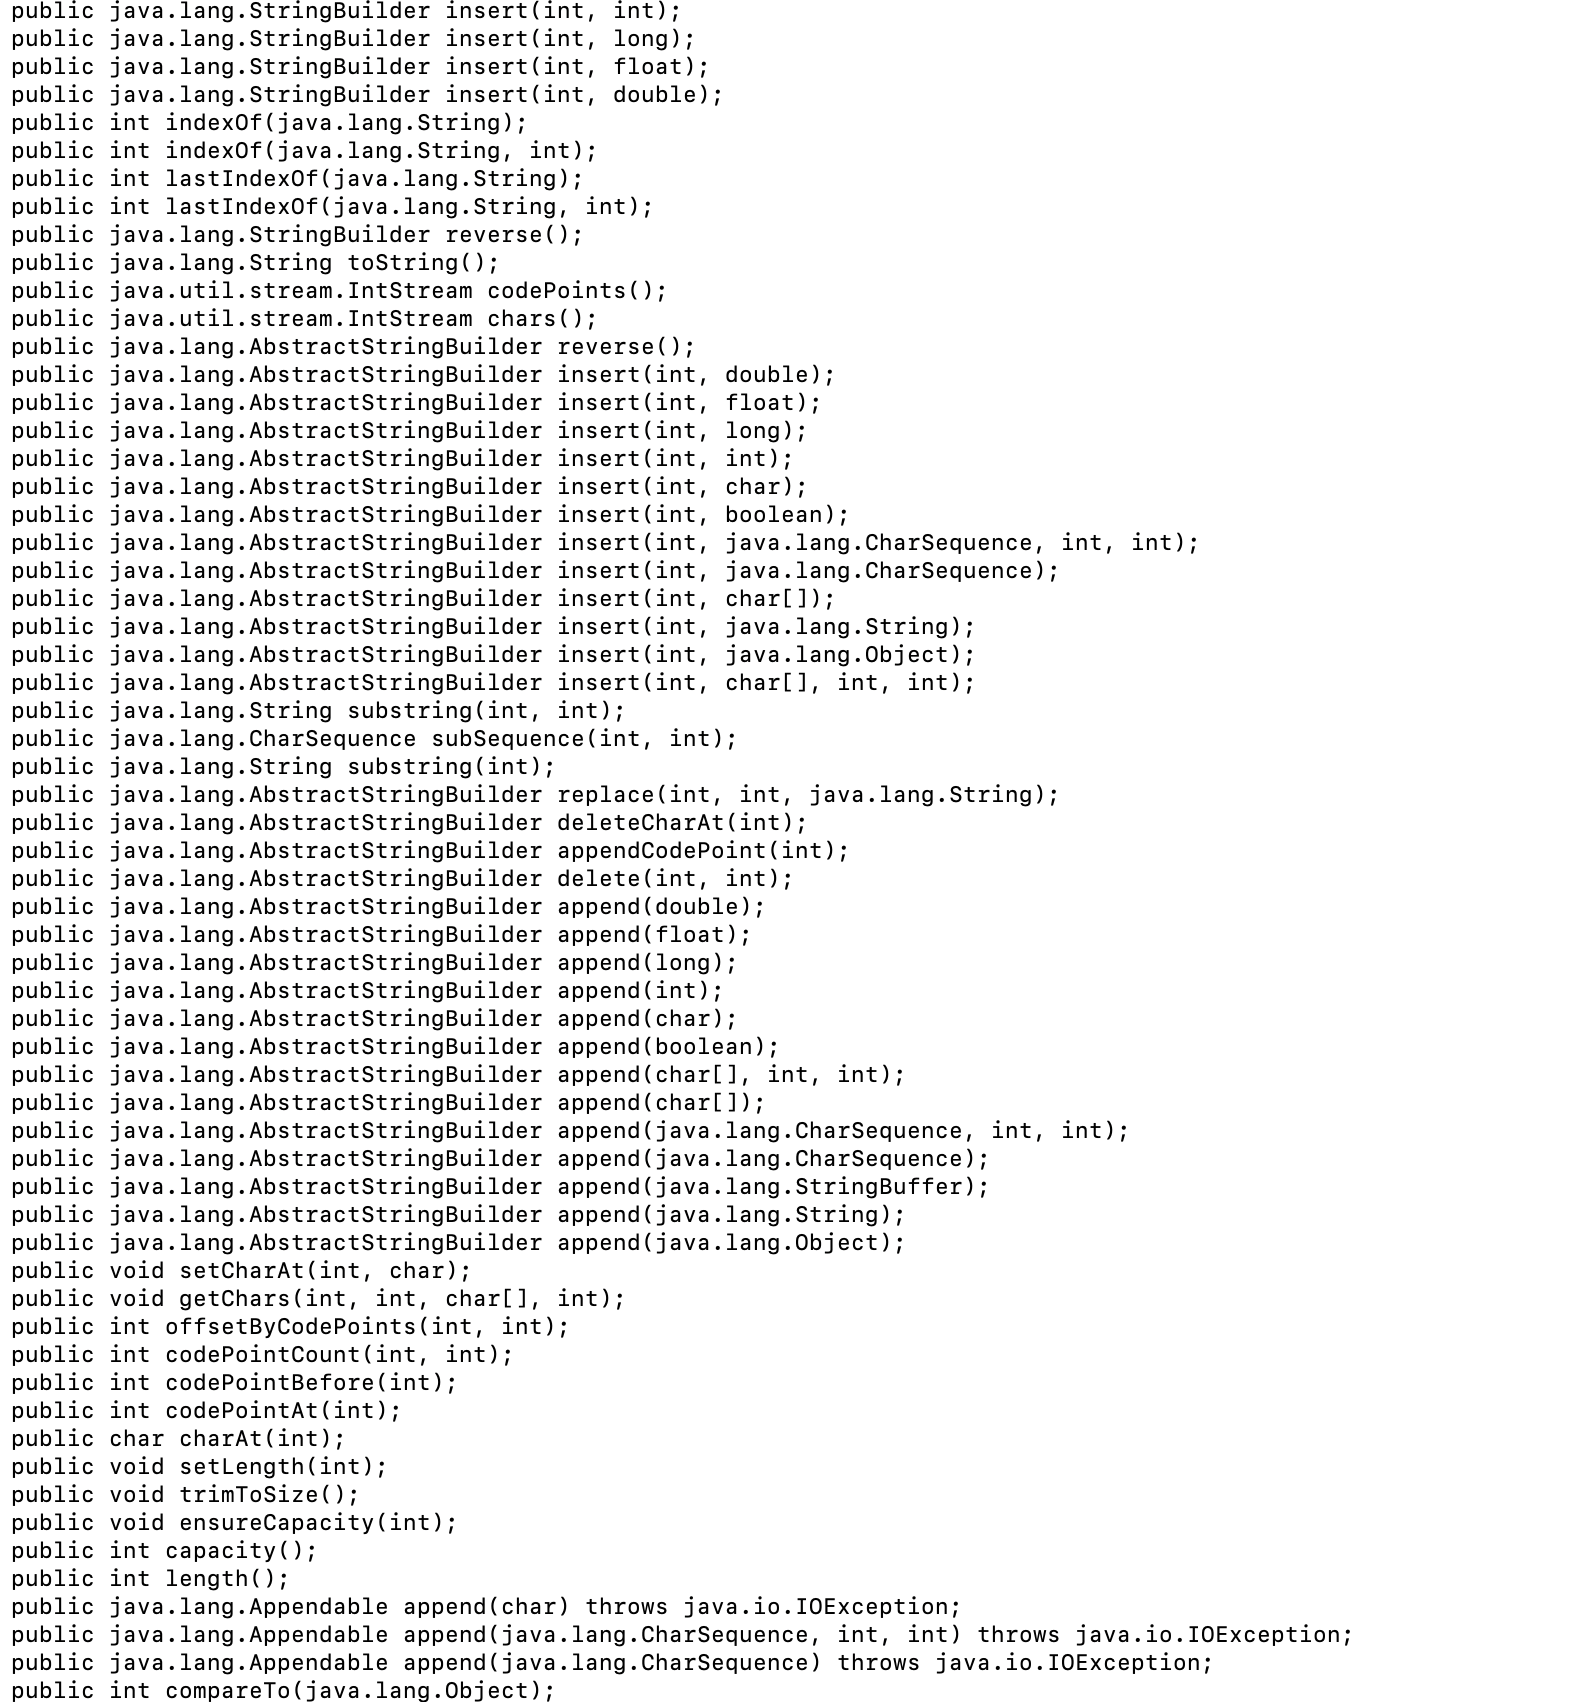 public java.lang.StringBuilder insert(int, int);
public java.lang.StringBuilder insert(int, long);
public java.lang.StringBuilder insert(int, float);
public java.lang.StringBuilder insert(int, double);
public int indexOf(java.lang.String);
public int indexOf(java.lang.String, int);
public int lastIndexOf(java.lang.String);
public int lastIndexOf(java.lang.String, int);
public java.lang.StringBuilder reverse();
public java.lang.String toString();
public java.util.stream.IntStream codePoints();
public java.util.stream.IntStream chars();
public java.lang.AbstractStringBuilder reverse();
public java.lang.AbstractStringBuilder insert(int, double);
public java.lang.AbstractStringBuilder insert(int, float);
public java.lang.AbstractStringBuilder insert(int, long);
public java.lang.AbstractStringBuilder insert(int, int);
public java.lang.AbstractStringBuilder insert(int, char);
public java.lang.AbstractStringBuilder insert(int, boolean);
public java.lang.AbstractStringBuilder insert(int, java.lang.CharSequence, int, int);
public java.lang.AbstractStringBuilder insert(int, java.lang.CharSequence);
public java.lang.AbstractStringBuilder insert(int, char[]);
public java.lang.AbstractStringBuilder insert(int, java.lang.String);
public java.lang.AbstractStringBuilder insert(int, java.lang.Object);
public java.lang.AbstractStringBuilder insert(int, char[], int, int);
public java.lang.String substring(int, int);
public java.lang.CharSequence subSequence(int, int);
public java.lang.String substring(int);
public java.lang.AbstractStringBuilder replace(int, int, java.lang.String);
public java.lang.AbstractStringBuilder deleteCharAt(int);
public java.lang.AbstractStringBuilder appendCodePoint(int);
public java.lang.AbstractStringBuilder delete(int, int);
public java.lang.AbstractStringBuilder append(double);
public java.lang.AbstractStringBuilder append(float);
public java.lang.AbstractStringBuilder append(long);
public java.lang.AbstractStringBuilder append(int);
public java.lang.AbstractStringBuilder append(char);
public java.lang.AbstractStringBuilder append(boolean);
public java.lang.AbstractStringBuilder append(char[], int, int);
public java.lang.AbstractStringBuilder append(char[]);
public java.lang.AbstractStringBuilder append(java.lang.CharSequence, int, int);
public java.lang.AbstractStringBuilder append(java.lang.CharSequence);
public java.lang.AbstractStringBuilder append(java.lang.StringBuffer);
public java.lang.AbstractStringBuilder append(java.lang.String);
public java.lang.AbstractStringBuilder append(java.lang.Object);
public void setCharAt(int, char);
public void getChars(int, int, char[], int);
public int offsetByCodePoints(int, int);
public int codePointCount(int, int);
public int codePointBefore(int);
public int codePointAt(int);
public char charAt(int);
public void setLength(int);
public void trimToSize();
public void ensureCapacity(int);
public int capacity();
public int length();
public java.lang.Appendable append(char) throws java.io.IOException;
public java.lang.Appendable append(java.lang.CharSequence, int, int) throws java.io.IOException;
public java.lang.Appendable append(java.lang.CharSequence) throws java.io.IOException;
public int compareTo(java.lang.Object);